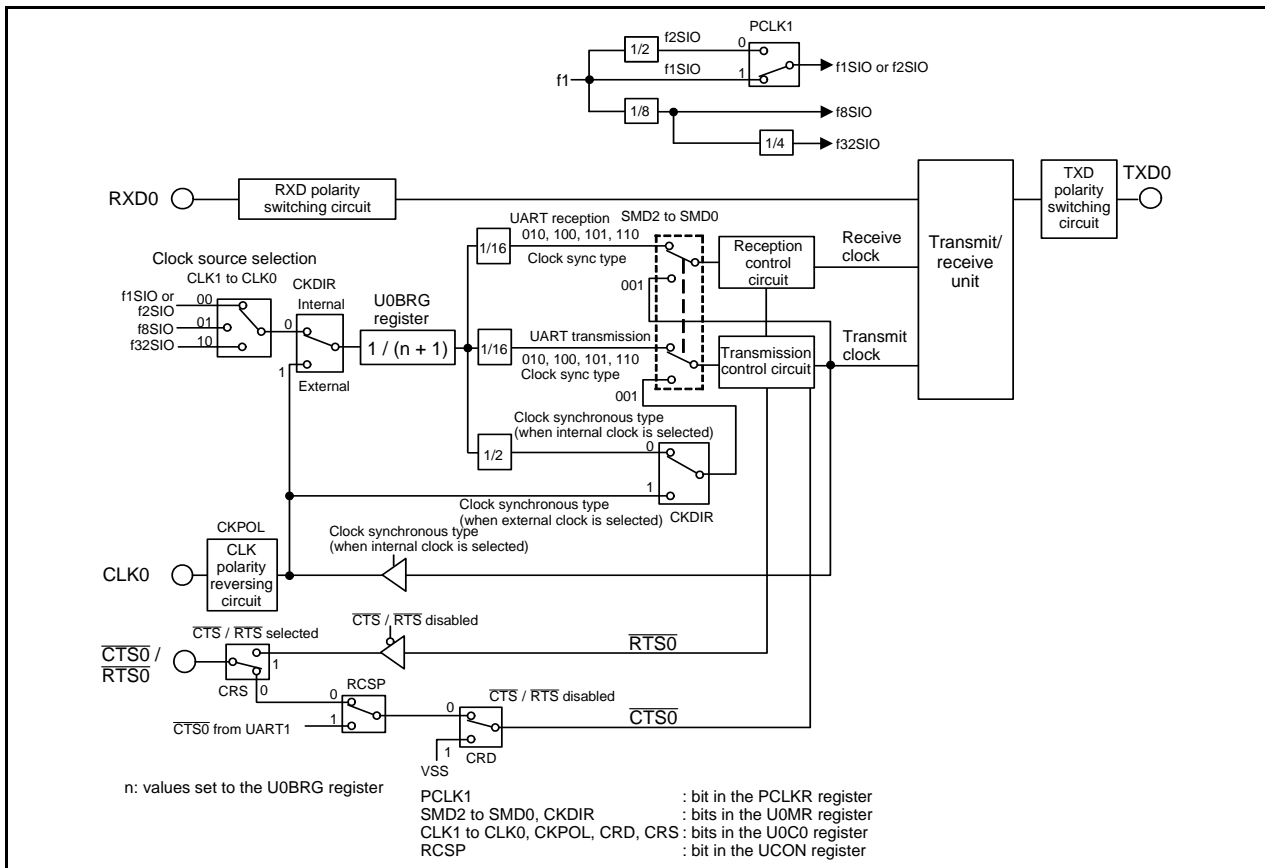 PCLK1
f2SIO
1/2
0
f1SIO
1
f1
f1SIO or f2SIO
1/8
f8SIO
1/4
f32SIO
RXD0
RXD polarity
switching circuit
TXD
polarity
switching
circuit
TXD0
UART reception
SMD2 to SMD0
1/16
010, 100, 101, 110
Clock sync type
001
Reception
control
circuit
Receive
clock
Transmit/
receive
unit
Clock source selection
CLK1 to CLK0
CKDIR
f1SIO or
f2SIO
00
f8SIO
01
f32SIO
10
Internal
0
1
External
U0BRG
register
1 / (n + 1)
UART transmission
1/16
010, 100, 101, 110
Clock sync type
001
Transmission
control circuit
Transmit
clock
Clock synchronous type
(when internal clock is selected)
1/2
0
1
Clock synchronous type
(when external clock is selected)
CKDIR
CKPOL
CLK0
CLK
polarity
reversing
circuit
Clock synchronous type
(when internal clock is selected)
CTS / RTS selected
CTS / RTS disabled
CTS0 /
RTS0
1
CRS
0
RTS0
RCSP
0
1
CTS0 from UART1
CTS / RTS disabled
0
CTS0
1
VSS
CRD
n: values set to the U0BRG register
PCLK1 : bit in the PCLKR register
SMD2 to SMD0, CKDIR : bits in the U0MR register
CLK1 to CLK0, CKPOL, CRD, CRS : bits in the U0C0 register
RCSP : bit in the UCON register